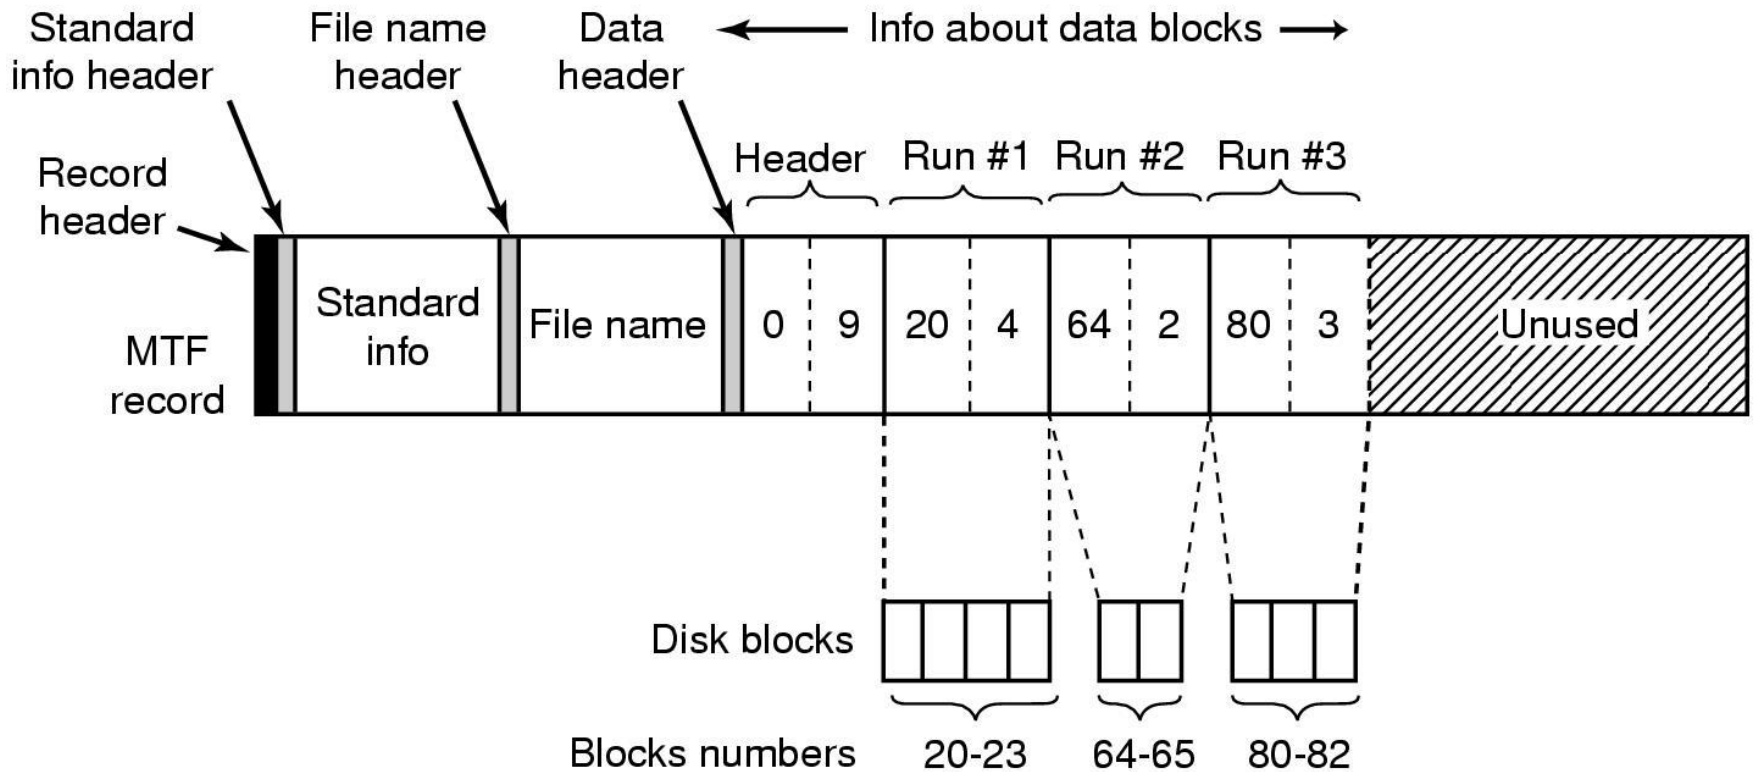 Standard
info header
File name
header
Data
header
Info about data blocks
Record
header
Header
Run #1
Run #2
Run #3
MTF
record
Standard
info
File name
0
9
20
4
64
2
80
3
Unused
Disk blocks
Blocks numbers
20-23
64-65
80-82